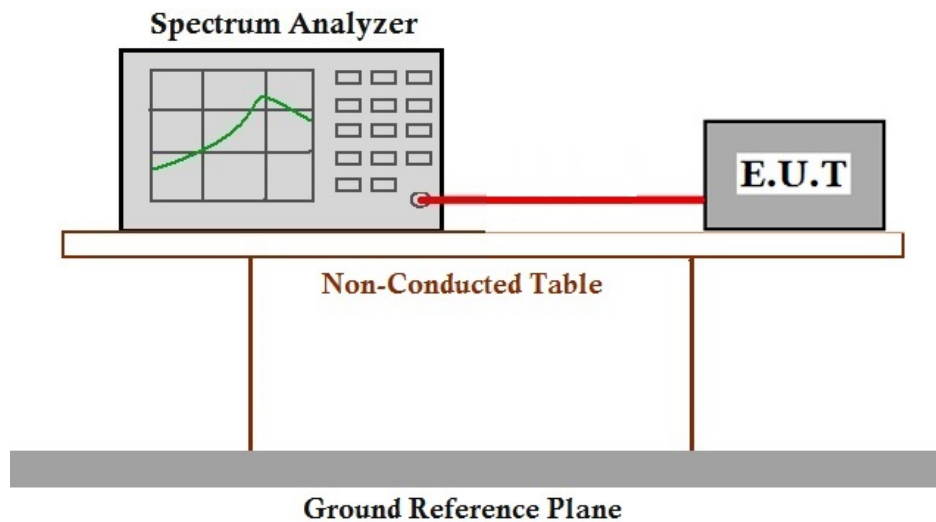 Spectrum Analyzer
E.U.T
Non-Conducted Table
Ground Reference Plane